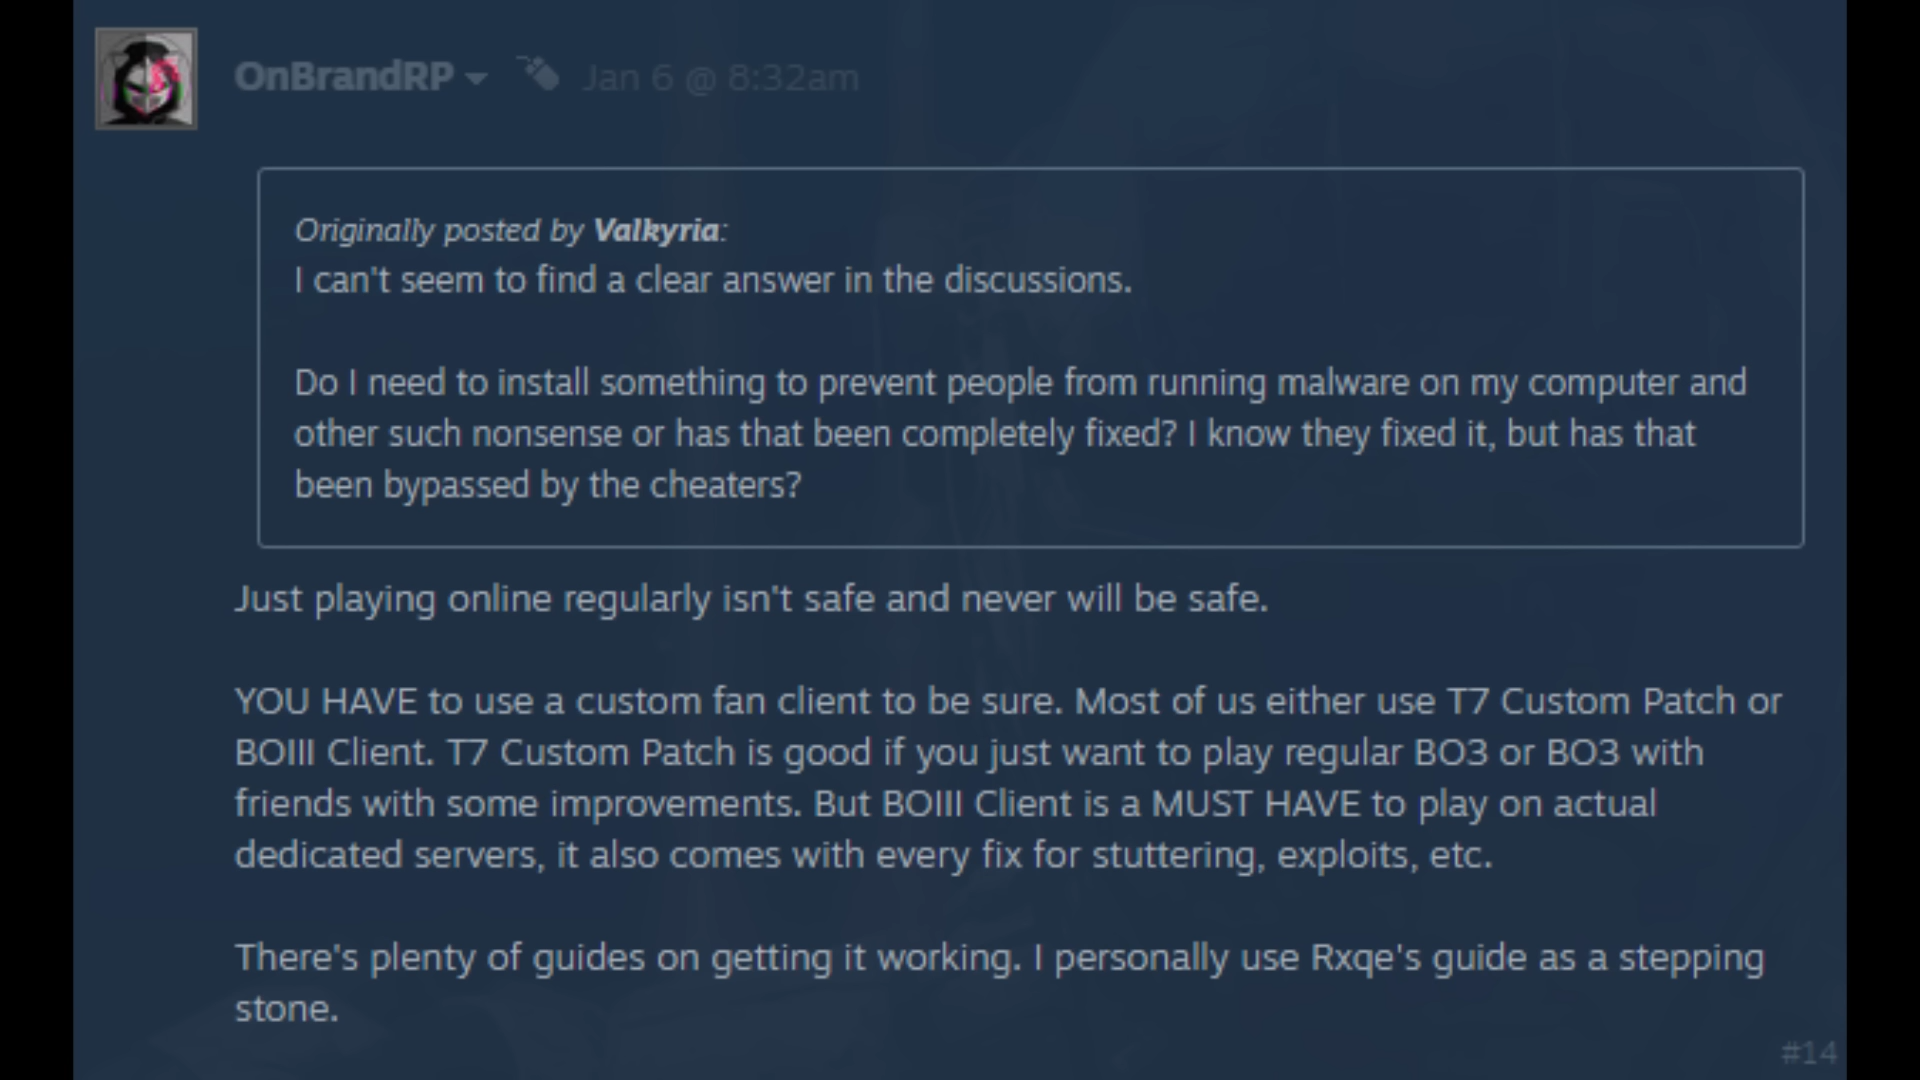 OnBrandRP Jan 6 @ 8:32am
Originally posted by Valkyria:
I can't seem to find a clear answer in the discussions.
Do I need to install something to prevent people from running malware on my computer and
other such nonsense or has that been completely fixed? I know they fixed it, but has that
been bypassed by the cheaters?
Just playing online regularly isn't safe and never will be safe.
YOU HAVE to use a custom fan client to be sure. Most of us either use T7 Custom Patch or
BOIII Client. T7 Custom Patch is good if you just want to play regular BO3 or BO3 with
friends with some improvements. But BOIII Client is a MUST HAVE to play on actual
dedicated servers, it also comes with every fix for stuttering, exploits, etc.
There's plenty of guides on getting it working. I personally use Rxqe's guide as a stepping
stone.
#14